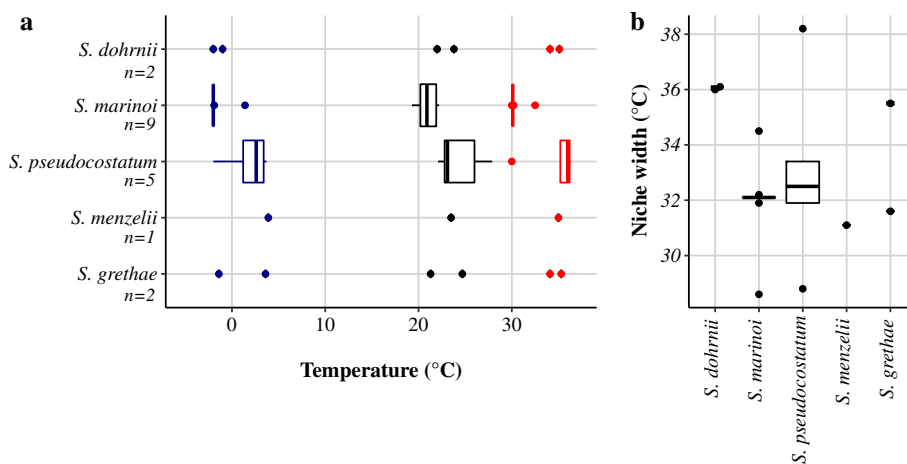 a
S. dohrnii
n=2
S. marinoi
n=9
S. pseudocostatum
n=5
S. menzelii
n=1
S. grethae
n=2
0
10
20
30
Temperature (°C)
b
Niche width (°C)
38
36
34
32
30
S. dohrnii
S. marinoi
S. pseudocostatum
S. menzelii
S. grethae